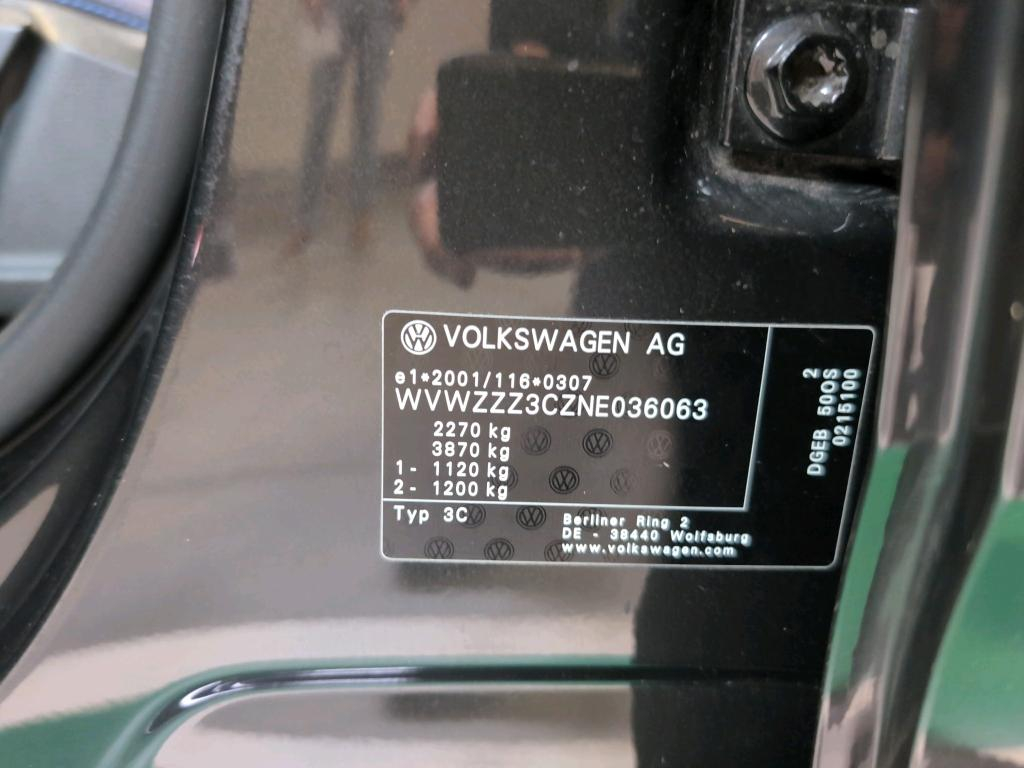 VOLKSWAGEN AG
e1*2001/116*0307
WVWZZZ3CZNE036063
2270 kg
3870 kg
1- 1120 kg
2- 1200 kg
Typ 3C
Berliner Ring 2
DE - 38440 Wolfsburg
www.volkswagen.com
2
DGEB 500S
0215100